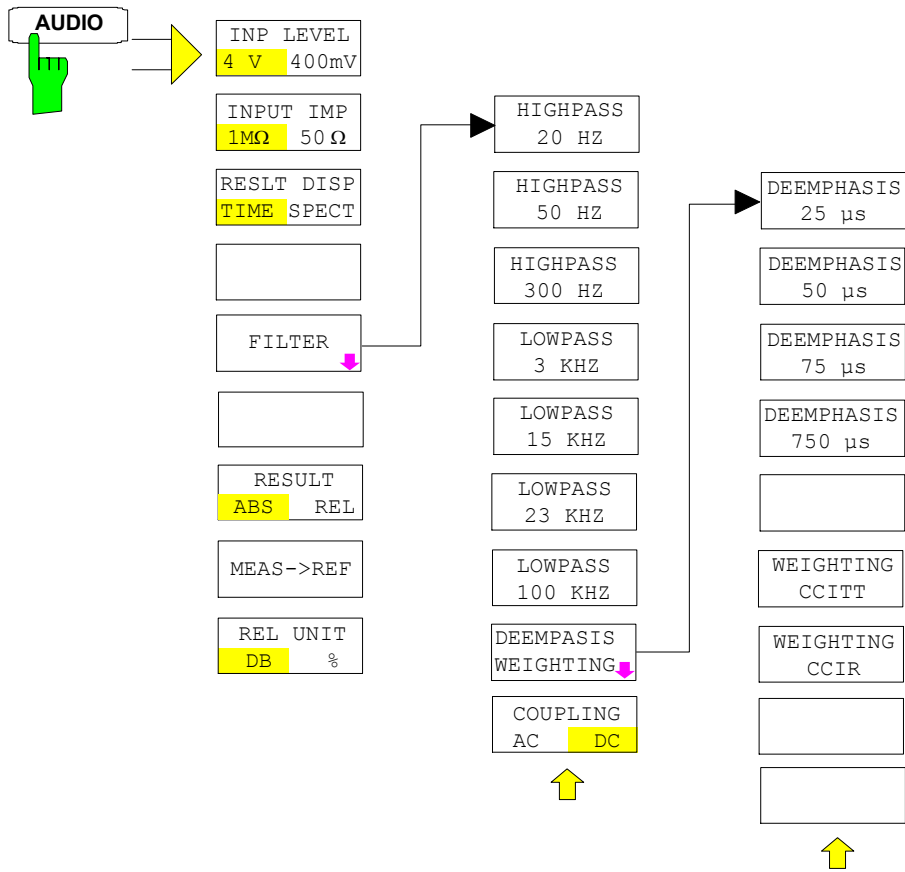 AUDIO
INP LEVEL
4 V 400mV
INPUT IMP
1MΩ 50 Ω
RESLT DISP
TIME SPECT
FILTER
RESULT
ABS REL
MEAS->REF
REL UNIT
DB %
HIGHPASS
20 HZ
HIGHPASS
50 HZ
HIGHPASS
300 HZ
LOWPASS
3 KHZ
LOWPASS
15 KHZ
LOWPASS
23 KHZ
LOWPASS
100 KHZ
DEEMPASIS
WEIGHTING
COUPLING
AC DC
DEEMPHASIS
25 µs
DEEMPHASIS
50 µs
DEEMPHASIS
75 µs
DEEMPHASIS
750 µs
WEIGHTING
CCITT
WEIGHTING
CCIR